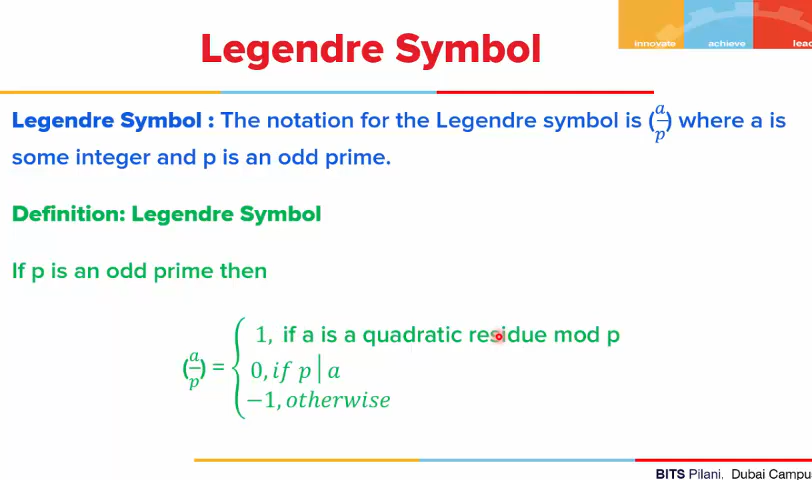 Legendre Symbol
innovate achieve lead
Legendre Symbol : The notation for the Legendre symbol is (a/p) where a is
some integer and p is an odd prime.
Definition: Legendre Symbol
If p is an odd prime then
1, if a is a quadratic residue mod p
(a/p) = { 0, if p | a
−1, otherwise
BITS Pilani, Dubai Campu